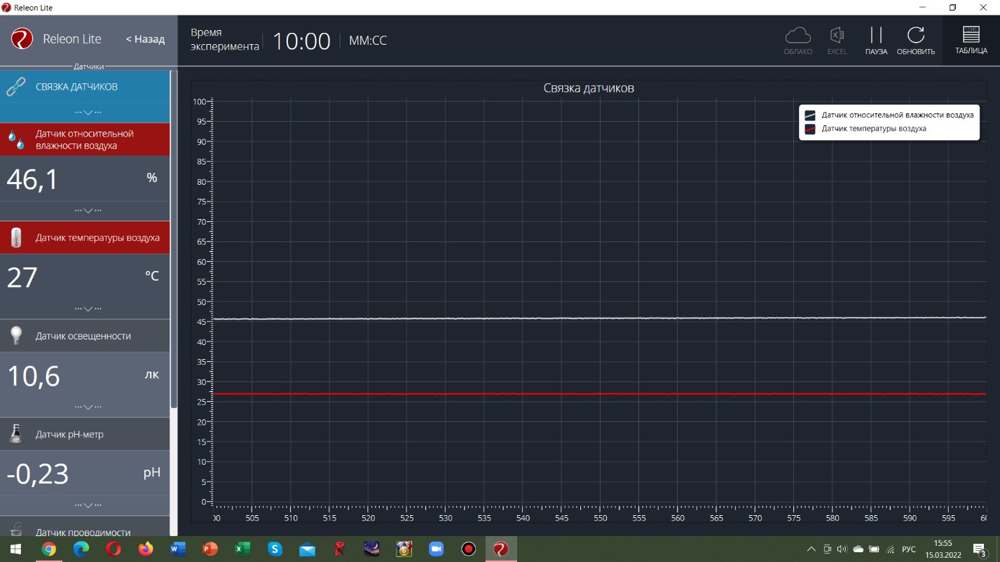 Releon Lite
Releon Lite
< Назад
Время
эксперимента
10:00
ММ:СС
ОБЛАКО
EXCEL
ПАУЗА
ОБНОВИТЬ
ТАБЛИЦА
Датчики
СВЯЗКА ДАТЧИКОВ
Датчик относительной
влажности воздуха
46,1 %
Датчик температуры воздуха
27 °C
Датчик освещенности
10,6 лк
Датчик pH-метр
-0,23 pH
Датчик проводимости
Связка датчиков
Датчик относительной влажности воздуха
Датчик температуры воздуха
100
95
90
85
80
75
70
65
60
55
50
45
40
35
30
25
20
15
10
5
0
00 505 510 515 520 525 530 535 540 545 550 555 560 565 570 575 580 585 590 595 60
РУС
15:55
15.03.2022
3